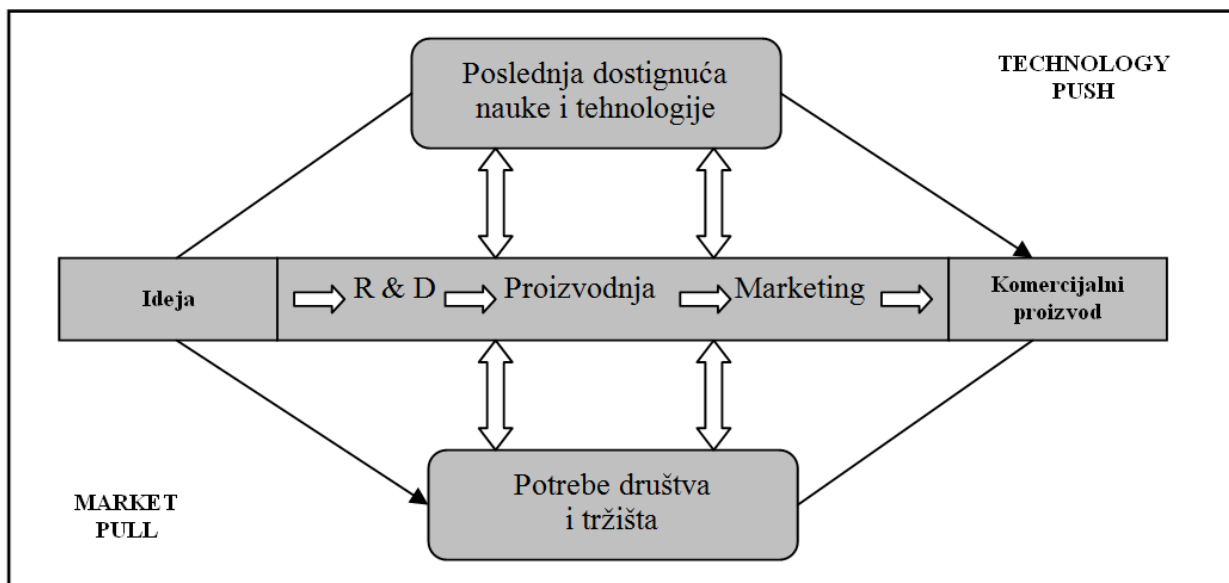 Poslednja dostignuća
nauke i tehnologije
TECHNOLOGY
PUSH
Ideja
R & D
Proizvodnja
Marketing
Komercijalni
proizvod
Potrebe društva
i tržišta
MARKET
PULL